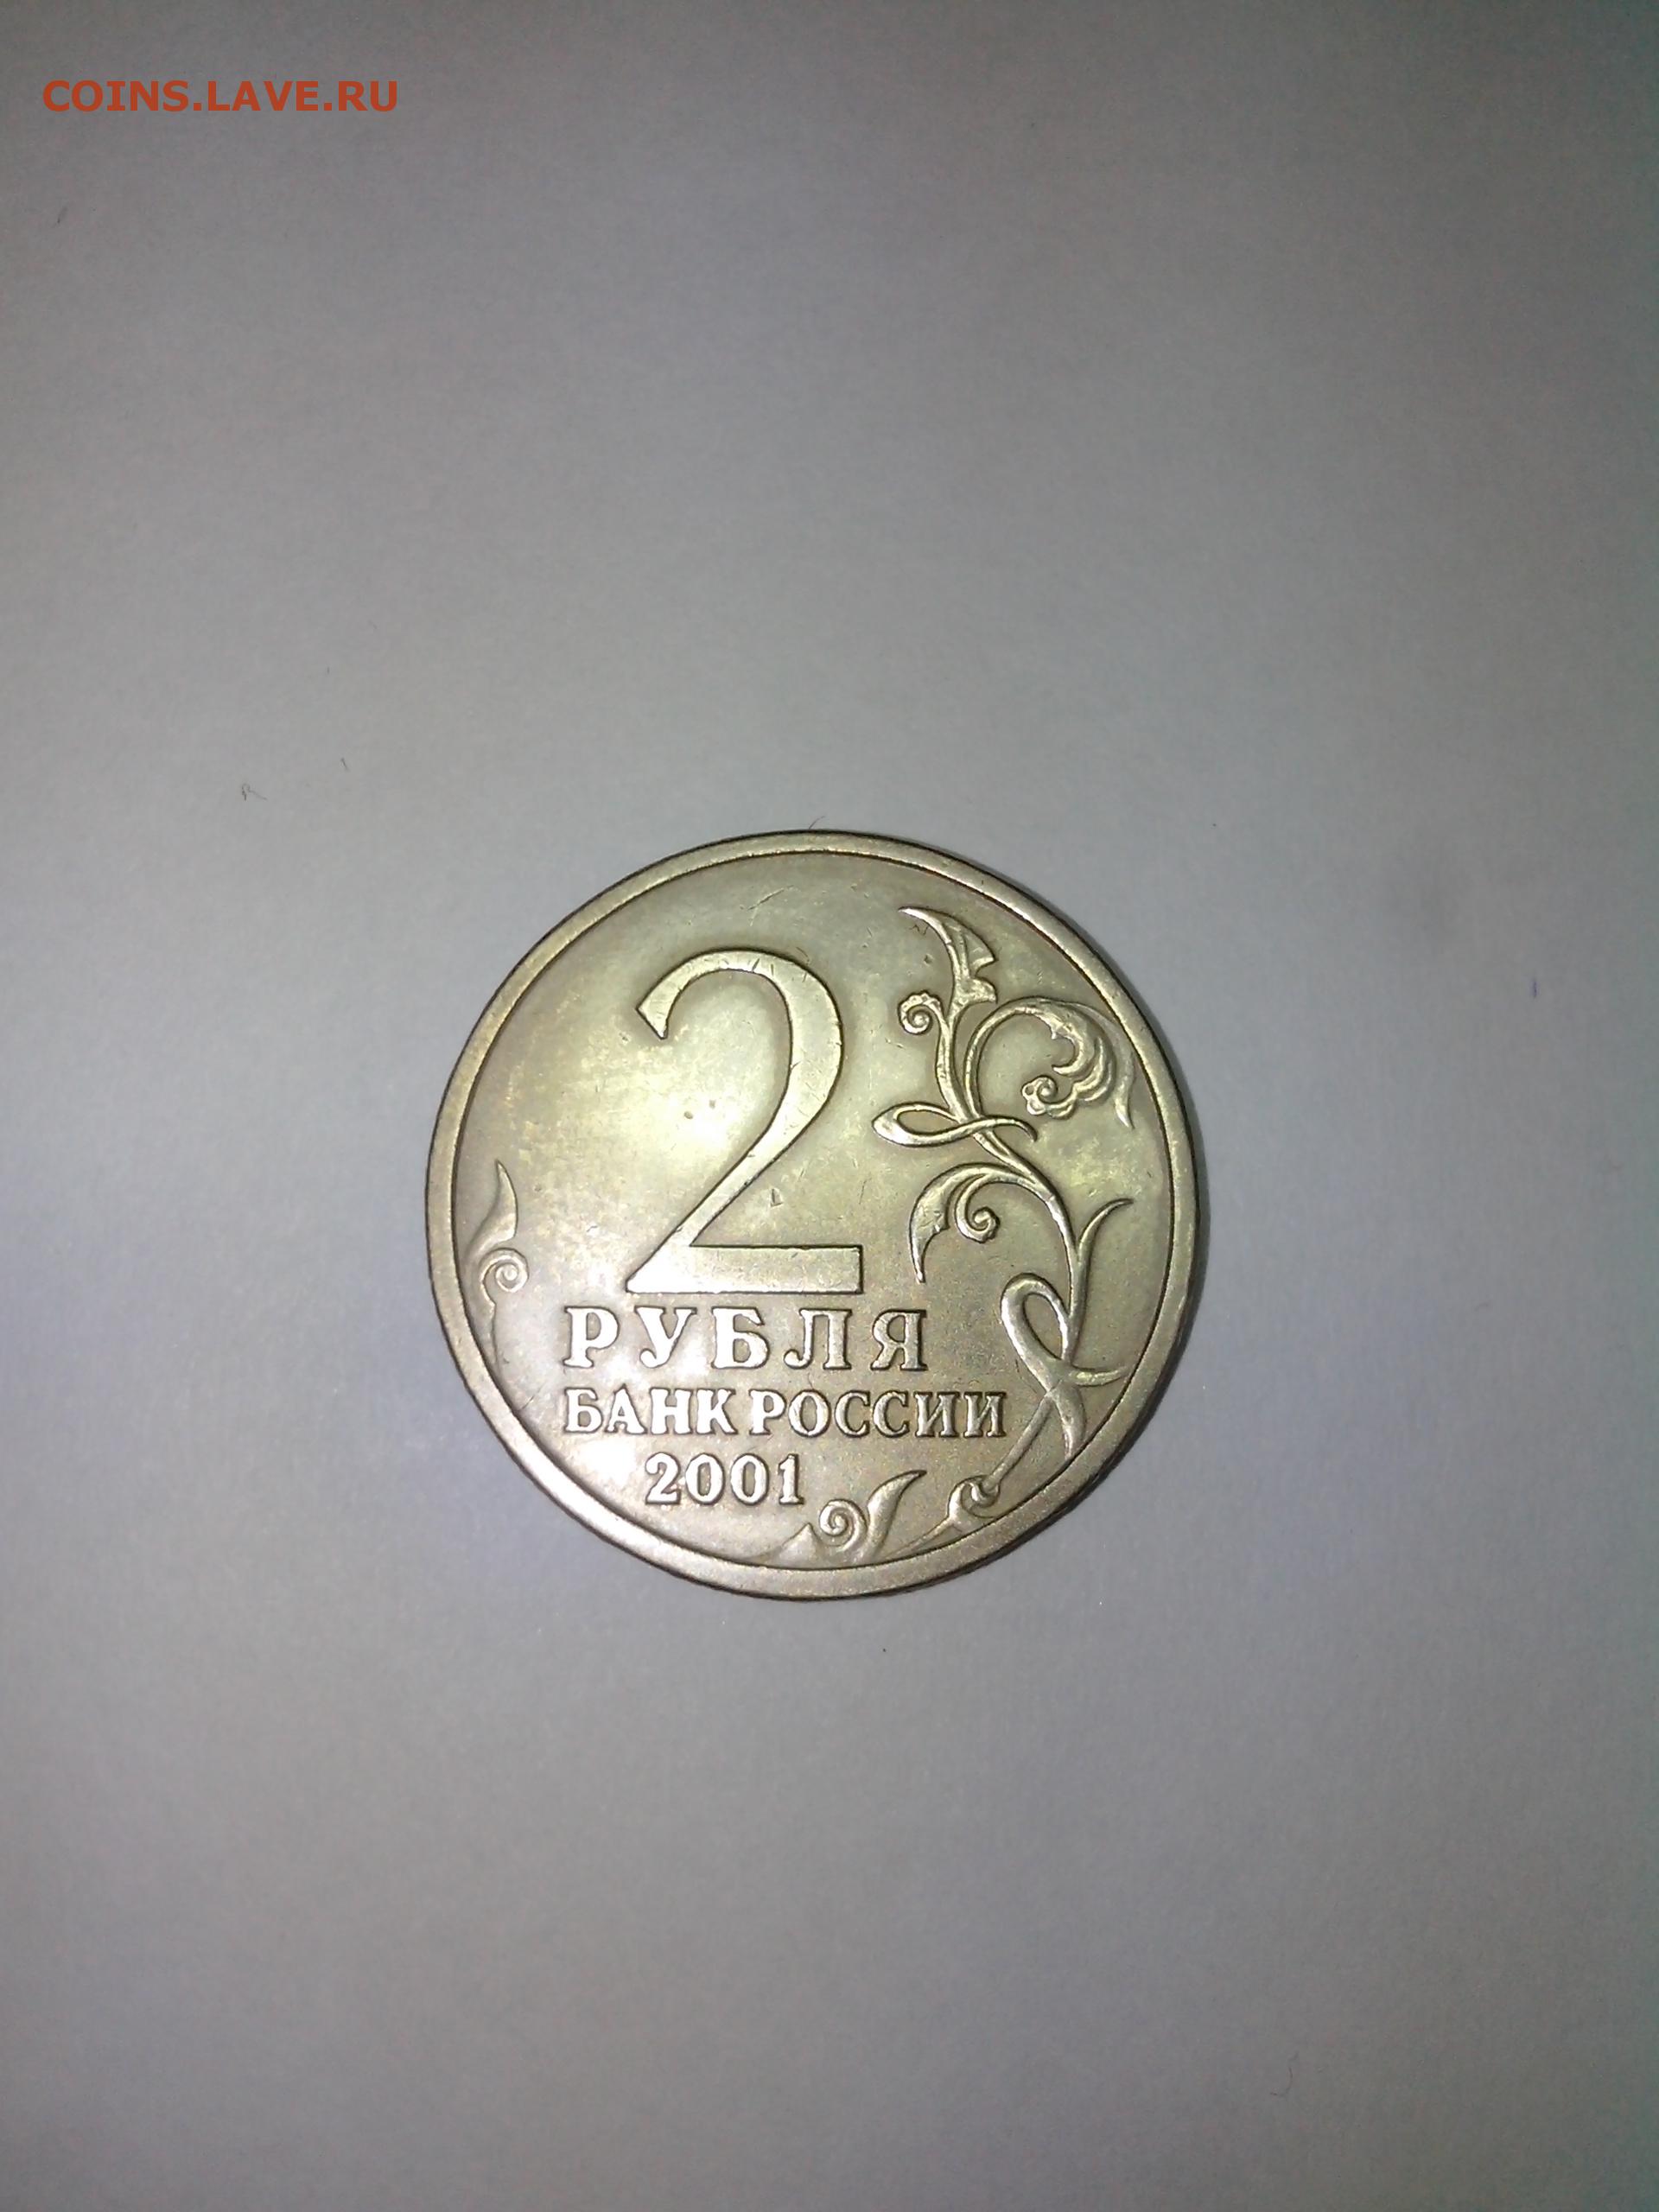 COINS.LAVE.RU
2
РУБЛЯ
БАНК РОССИИ
2001